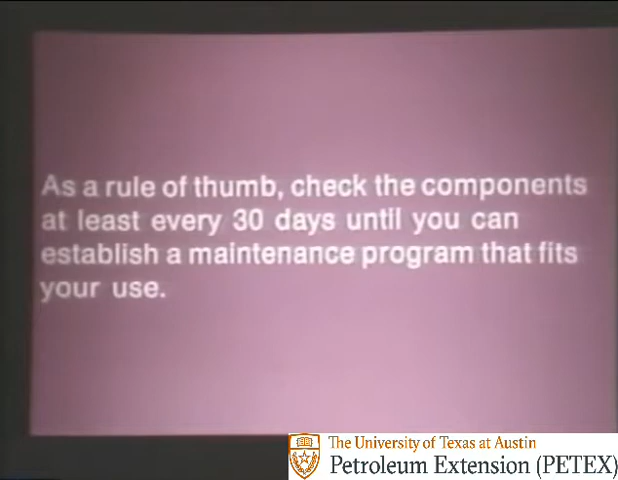 As a rule of thumb, check the components
at least every 30 days until you can
establish a maintenance program that fits
your use.
The University of Texas at Austin
Petroleum Extension (PETEX)